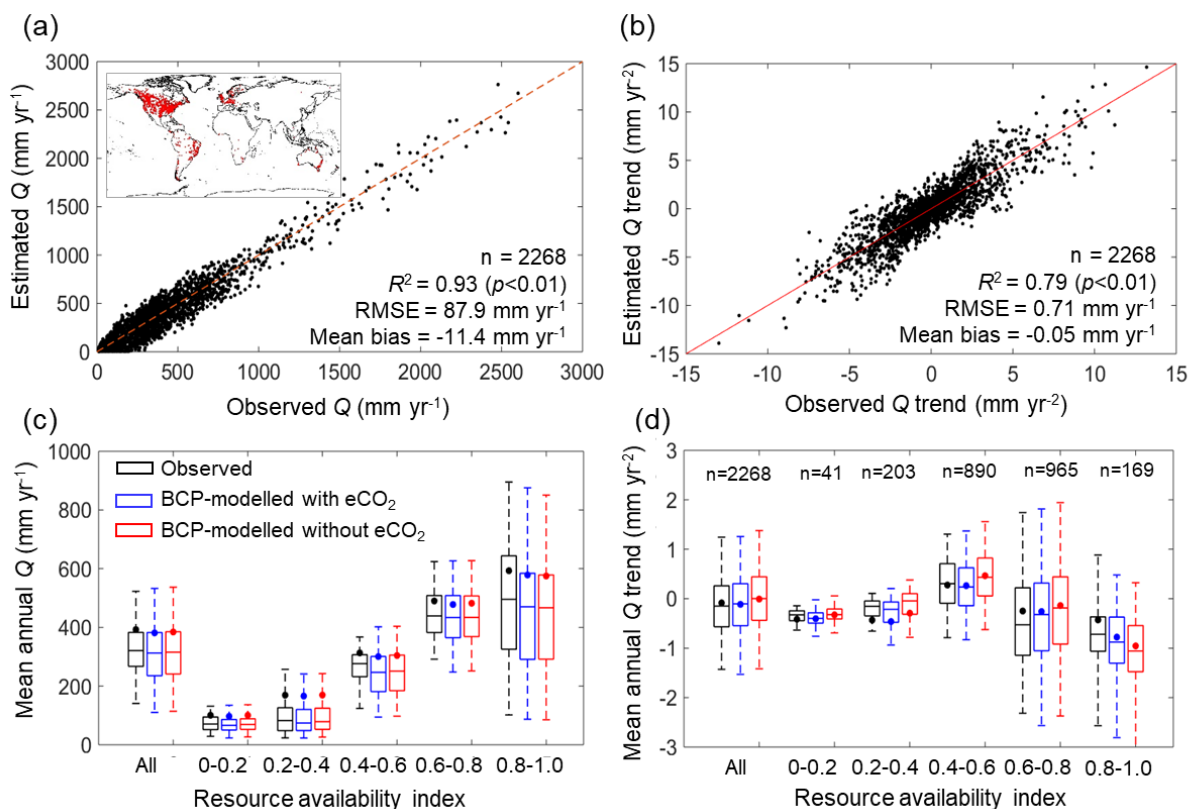 (a)
3000
2500
2000
1500
1000
500
0
Estimated Q (mm yr⁻¹)
n = 2268
R² = 0.93 (p<0.01)
RMSE = 87.9 mm yr⁻¹
Mean bias = -11.4 mm yr⁻¹
0 500 1000 1500 2000 2500 3000
Observed Q (mm yr⁻¹)
(b)
15
10
5
0
-5
-10
-15
Estimated Q trend (mm yr⁻²)
n = 2268
R² = 0.79 (p<0.01)
RMSE = 0.71 mm yr⁻¹
Mean bias = -0.05 mm yr⁻¹
-15 -10 -5 0 5 10 15
Observed Q trend (mm yr⁻²)
(c)
1000
800
600
400
200
0
Mean annual Q (mm yr⁻¹)
Observed
BCP-modelled with eCO₂
BCP-modelled without eCO₂
All 0-0.2 0.2-0.4 0.4-0.6 0.6-0.8 0.8-1.0
Resource availability index
(d)
3
2
1
0
-1
-2
-3
Mean annual Q trend (mm yr⁻²)
n=2268 n=41 n=203 n=890 n=965 n=169
All 0-0.2 0.2-0.4 0.4-0.6 0.6-0.8 0.8-1.0
Resource availability index